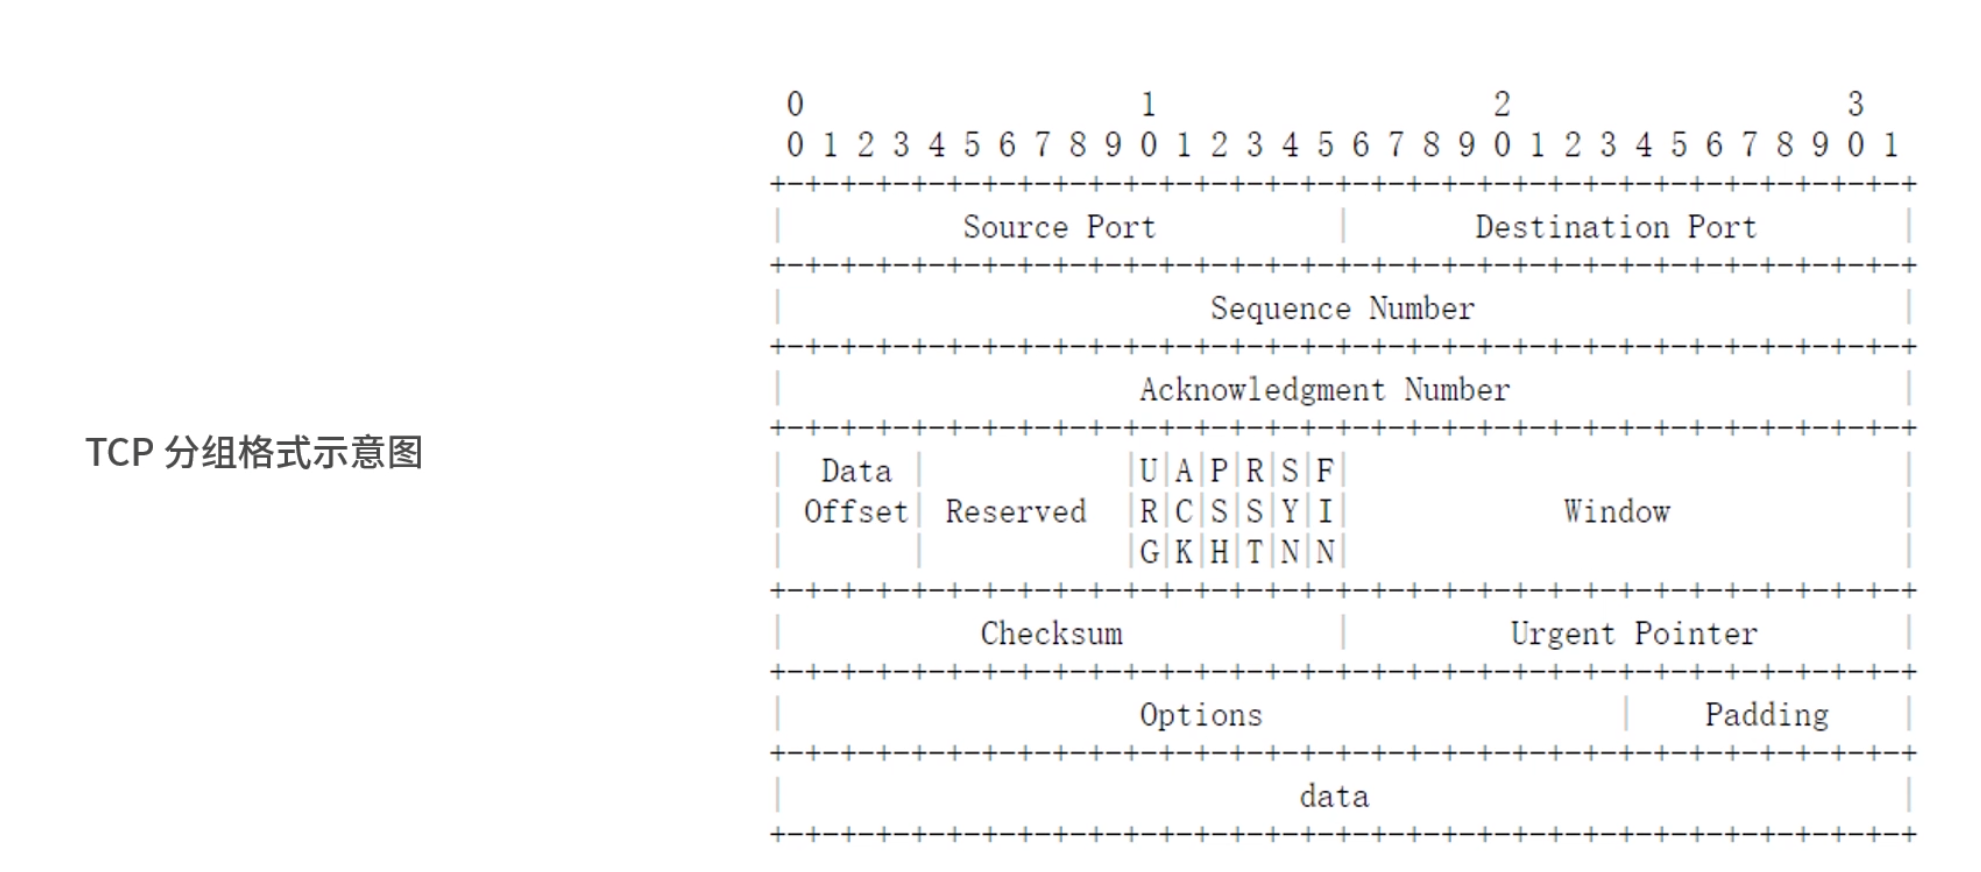 TCP 分组格式示意图
0                   1                   2                   3
0 1 2 3 4 5 6 7 8 9 0 1 2 3 4 5 6 7 8 9 0 1 2 3 4 5 6 7 8 9 0 1
+-+-+-+-+-+-+-+-+-+-+-+-+-+-+-+-+-+-+-+-+-+-+-+-+-+-+-+-+-+-+-+-+
|          Source Port          |       Destination Port        |
+-+-+-+-+-+-+-+-+-+-+-+-+-+-+-+-+-+-+-+-+-+-+-+-+-+-+-+-+-+-+-+-+
|                        Sequence Number                        |
+-+-+-+-+-+-+-+-+-+-+-+-+-+-+-+-+-+-+-+-+-+-+-+-+-+-+-+-+-+-+-+-+
|                    Acknowledgment Number                      |
+-+-+-+-+-+-+-+-+-+-+-+-+-+-+-+-+-+-+-+-+-+-+-+-+-+-+-+-+-+-+-+-+
|  Data |           |U|A|P|R|S|F|                               |
| Offset| Reserved  |R|C|S|S|Y|I|            Window             |
|       |           |G|K|H|T|N|N|                               |
+-+-+-+-+-+-+-+-+-+-+-+-+-+-+-+-+-+-+-+-+-+-+-+-+-+-+-+-+-+-+-+-+
|           Checksum            |         Urgent Pointer        |
+-+-+-+-+-+-+-+-+-+-+-+-+-+-+-+-+-+-+-+-+-+-+-+-+-+-+-+-+-+-+-+-+
|                    Options                    |    Padding    |
+-+-+-+-+-+-+-+-+-+-+-+-+-+-+-+-+-+-+-+-+-+-+-+-+-+-+-+-+-+-+-+-+
|                             data                              |
+-+-+-+-+-+-+-+-+-+-+-+-+-+-+-+-+-+-+-+-+-+-+-+-+-+-+-+-+-+-+-+-+